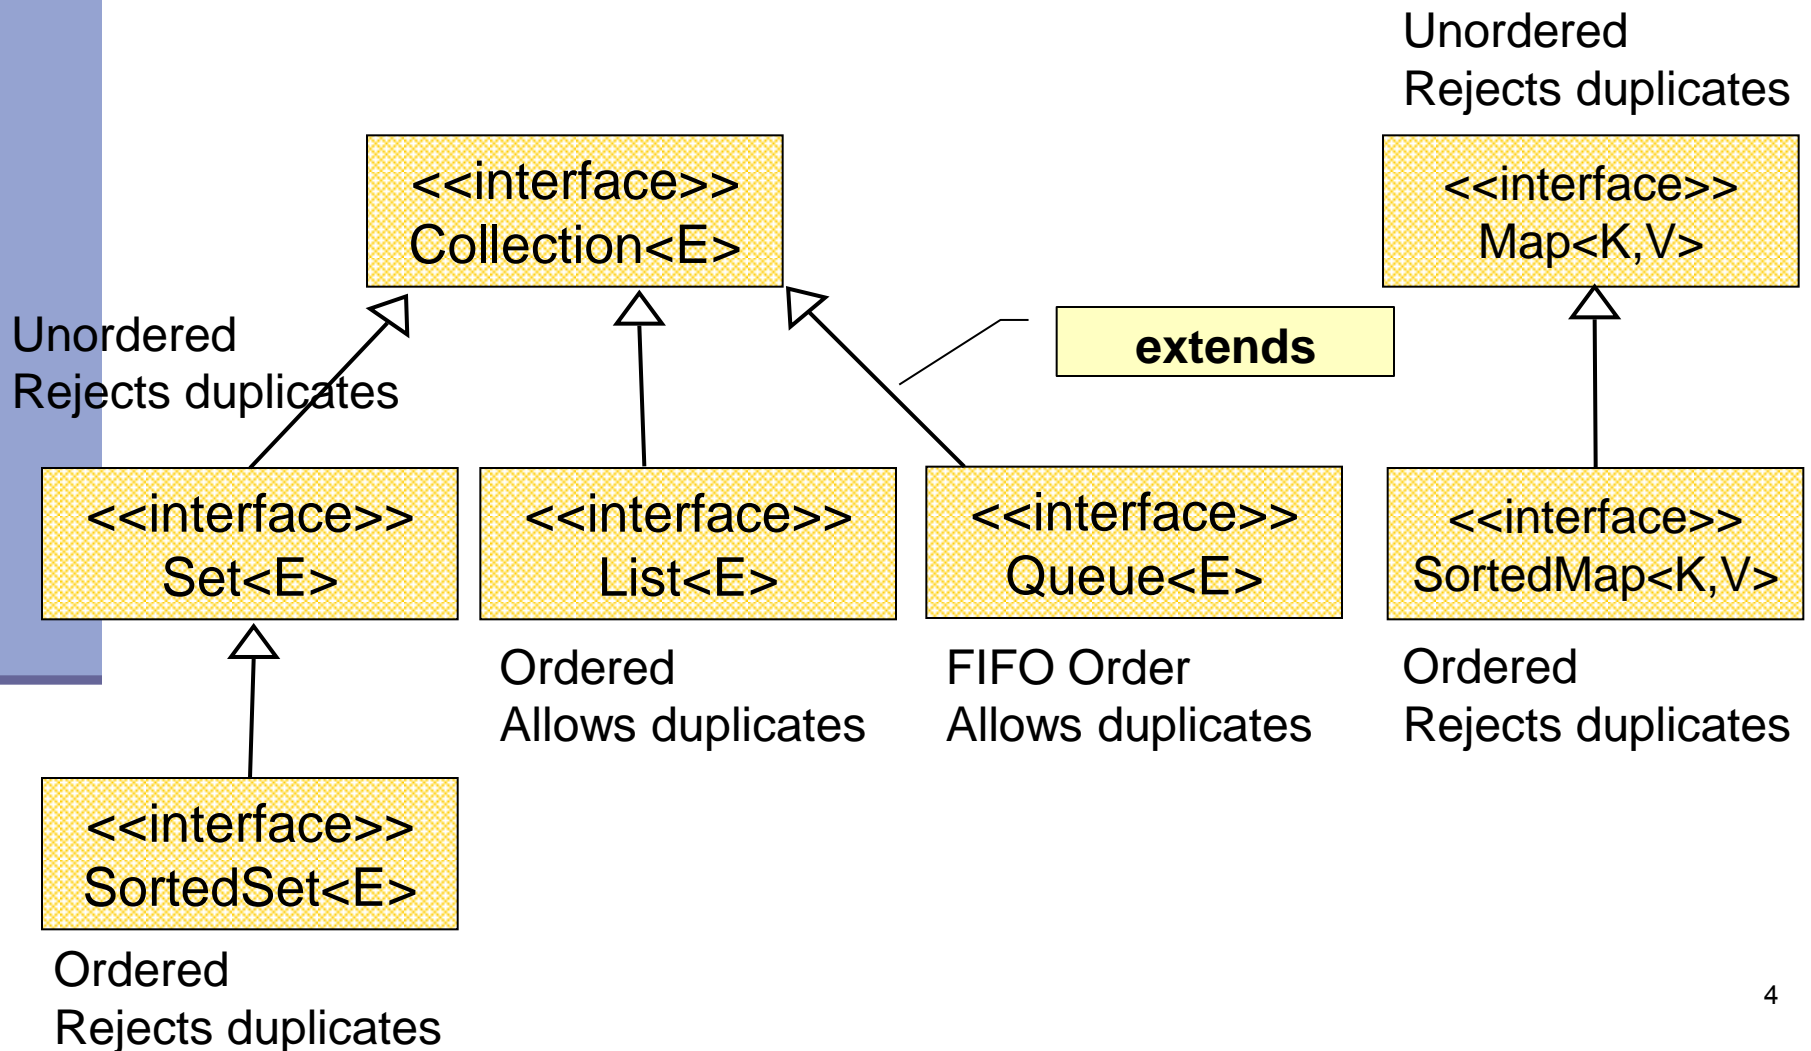 Unordered
Rejects duplicates
<<interface>>
Collection<E>
<<interface>>
Map<K,V>
Unordered
Rejects duplicates
extends
<<interface>>
Set<E>
<<interface>>
List<E>
<<interface>>
Queue<E>
<<interface>>
SortedMap<K,V>
Ordered
Allows duplicates
FIFO Order
Allows duplicates
Ordered
Rejects duplicates
<<interface>>
SortedSet<E>
Ordered
Rejects duplicates
4